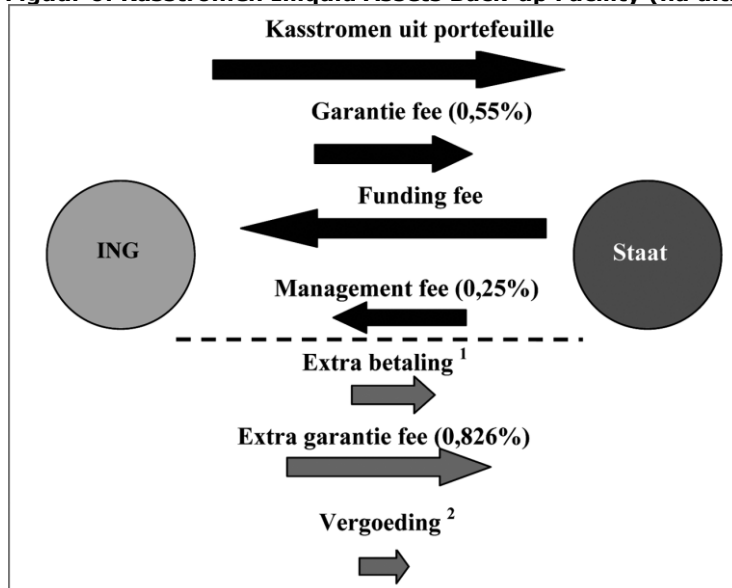 Kasstromen uit portefeuille
Garantie fee (0,55%)
Funding fee
ING
Staat
Management fee (0,25%)
Extra betaling ¹
Extra garantie fee (0,826%)
Vergoeding ²